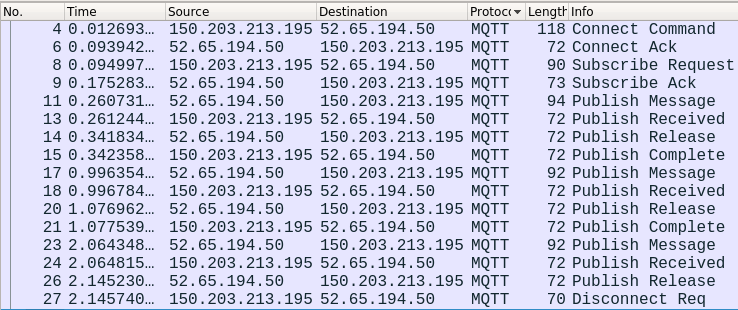 No. Time Source Destination Protoc Length Info
4 0.012693… 150.203.213.195 52.65.194.50 MQTT 118 Connect Command
6 0.093942… 52.65.194.50 150.203.213.195 MQTT 72 Connect Ack
8 0.094997… 150.203.213.195 52.65.194.50 MQTT 90 Subscribe Request
9 0.175283… 52.65.194.50 150.203.213.195 MQTT 73 Subscribe Ack
11 0.260731… 52.65.194.50 150.203.213.195 MQTT 94 Publish Message
13 0.261244… 150.203.213.195 52.65.194.50 MQTT 72 Publish Received
14 0.341834… 52.65.194.50 150.203.213.195 MQTT 72 Publish Release
15 0.342358… 150.203.213.195 52.65.194.50 MQTT 72 Publish Complete
17 0.996354… 52.65.194.50 150.203.213.195 MQTT 92 Publish Message
18 0.996784… 150.203.213.195 52.65.194.50 MQTT 72 Publish Received
20 1.076962… 52.65.194.50 150.203.213.195 MQTT 72 Publish Release
21 1.077539… 150.203.213.195 52.65.194.50 MQTT 72 Publish Complete
23 2.064348… 52.65.194.50 150.203.213.195 MQTT 92 Publish Message
24 2.064815… 150.203.213.195 52.65.194.50 MQTT 72 Publish Received
26 2.145230… 52.65.194.50 150.203.213.195 MQTT 72 Publish Release
27 2.145740… 150.203.213.195 52.65.194.50 MQTT 70 Disconnect Req